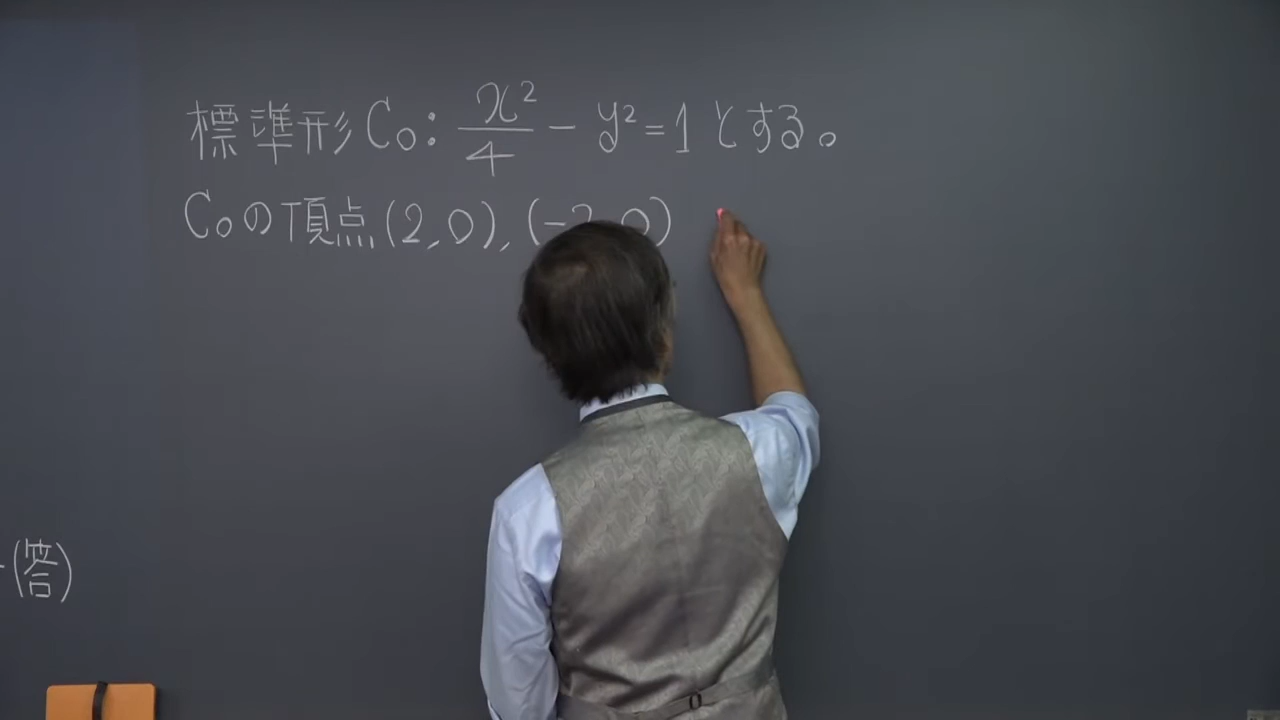 標準形C₀: x²/4 − y² = 1 とする。
C₀の頂点(2,0), (−2,0)
(答)